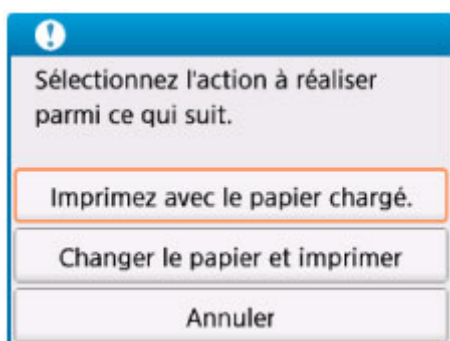 Sélectionnez l'action à réaliser
parmi ce qui suit.
Imprimez avec le papier chargé.
Changer le papier et imprimer
Annuler